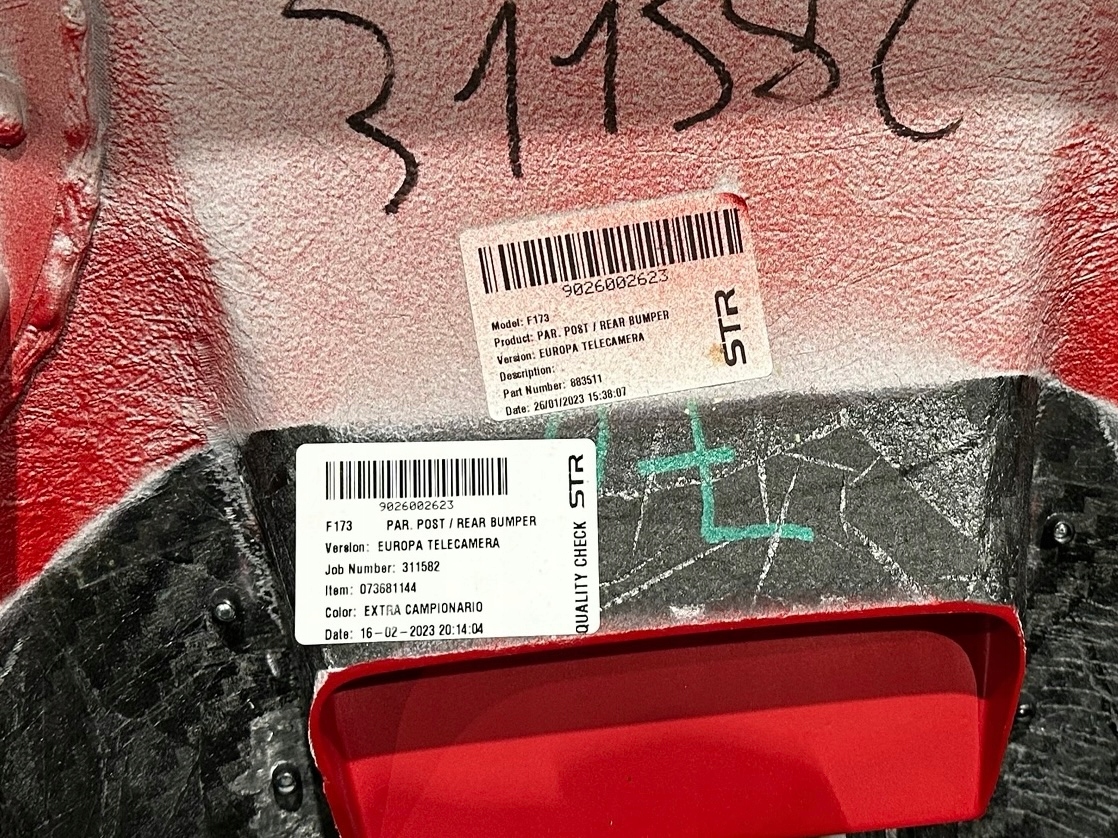 311582
9026002623
Model: F173
Product: PAR. POST / REAR BUMPER
Version: EUROPA TELECAMERA
Description:
Part Number: 883511
Date: 26/01/2023 15:38:07
STR
9026002623
F173 PAR. POST / REAR BUMPER
Version: EUROPA TELECAMERA
Job Number: 311582
Item: 073681144
Color: EXTRA CAMPIONARIO
Date: 16-02-2023 20:14:04
QUALITY CHECK STR